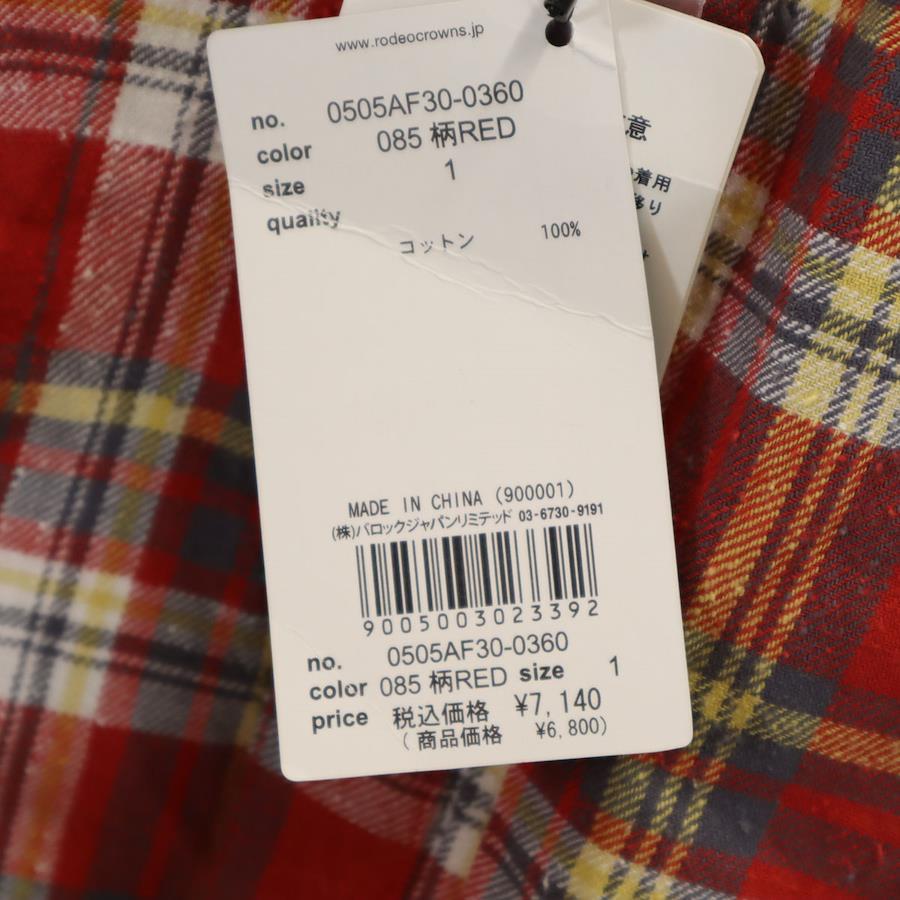 www.rodeocrowns.jp
no. 0505AF30-0360
color 085 柄RED
size 1
quality
コットン 100%
MADE IN CHINA (900001)
(株)バロックジャパンリミテッド 03-6730-9191
9005003023392
no. 0505AF30-0360
color 085 柄RED size 1
price 税込価格 ¥7,140
(商品価格 ¥6,800)
意
着用
移り